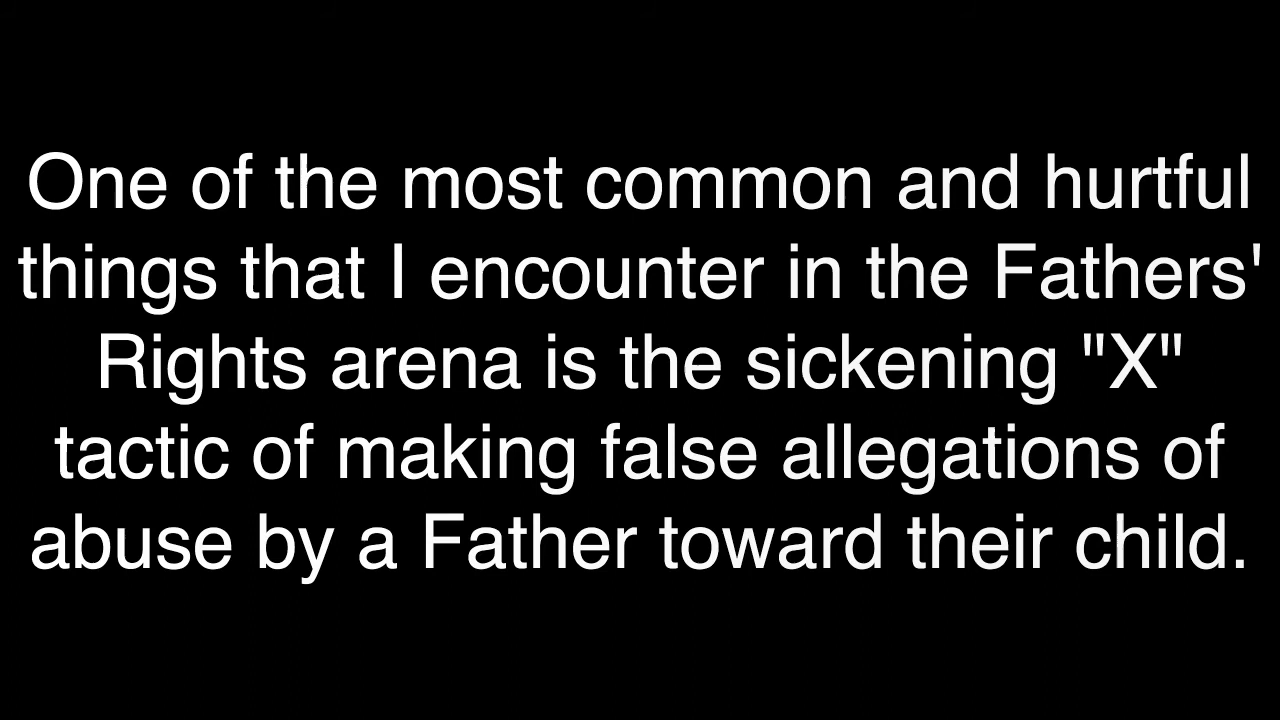 One of the most common and hurtful
things that I encounter in the Fathers'
Rights arena is the sickening "X"
tactic of making false allegations of
abuse by a Father toward their child.